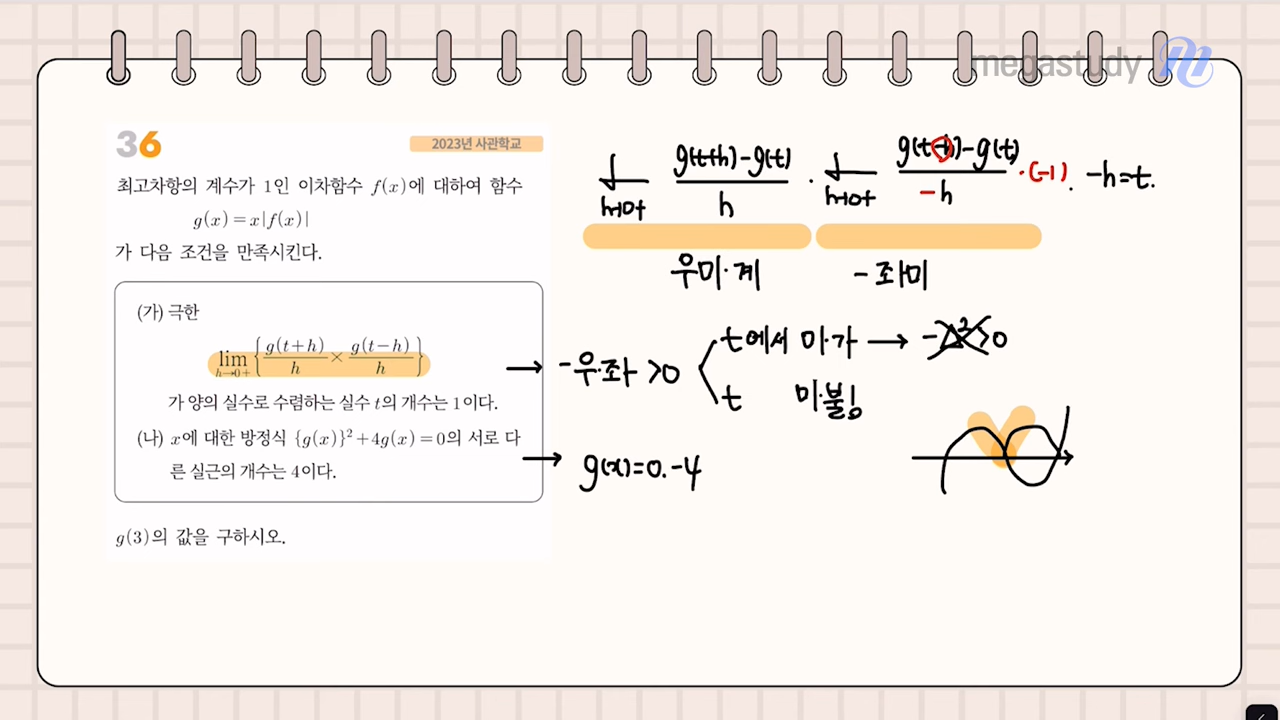 megastudy
36
2023년 사관학교
최고차항의 계수가 1인 이차함수 f(x)에 대하여 함수
g(x)=x|f(x)|
가 다음 조건을 만족시킨다.
(가) 극한
lim h→0+ { g(t+h)/h × g(t−h)/h }
가 양의 실수로 수렴하는 실수 t의 개수는 1이다.
(나) x에 대한 방정식 {g(x)}²+4g(x)=0의 서로 다
른 실근의 개수는 4이다.
g(3)의 값을 구하시오.
lim h→0+ (g(t+h)−g(t))/h · lim h→0+ (g(t−h)−g(t))/−h ·(−1). −h=t.
우미·계 −좌미
−우·좌 >0
t에서 미·가 → −△²>0
t 미·불능
g(x)=0. −4